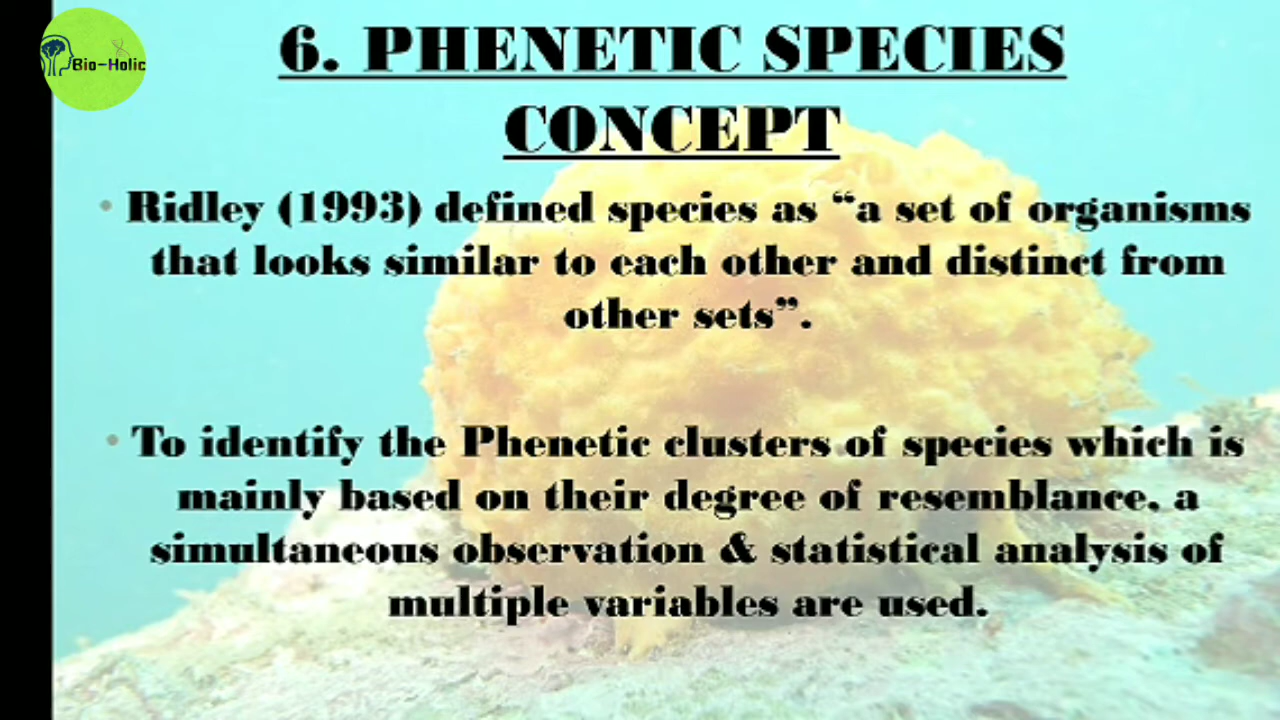 Bio-Holic
6. PHENETIC SPECIES
CONCEPT
• Ridley (1993) defined species as “a set of organisms
that looks similar to each other and distinct from
other sets”.
• To identify the Phenetic clusters of species which is
mainly based on their degree of resemblance, a
simultaneous observation & statistical analysis of
multiple variables are used.